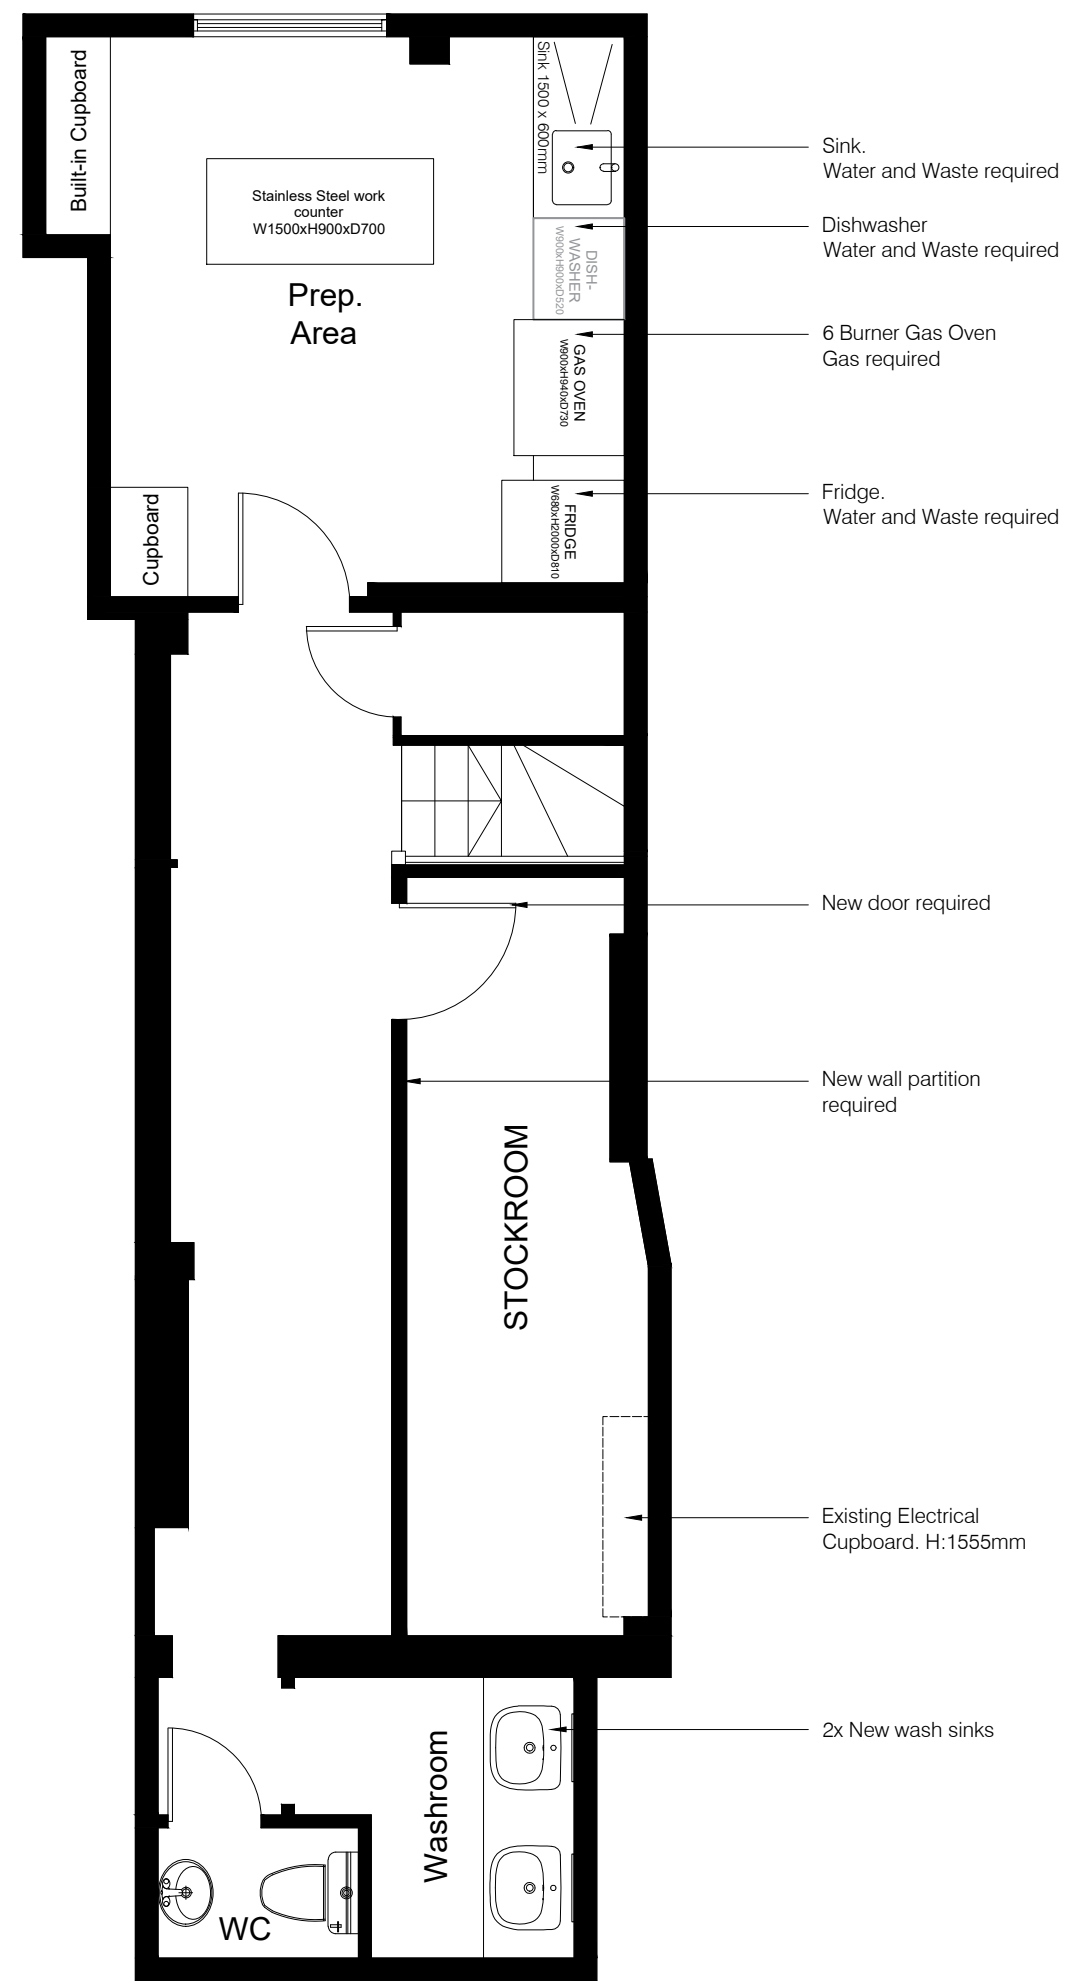 Built-in Cupboard
Sink 1500 x 600mm
Sink.
Water and Waste required
Stainless Steel work
counter
W1500xH900xD700
DISH-
WASHER
W900xH900xD520
Dishwasher
Water and Waste required
Prep.
Area
GAS OVEN
W900xH940xD730
6 Burner Gas Oven
Gas required
Cupboard
FRIDGE
W680xH2000xD810
Fridge.
Water and Waste required
New door required
New wall partition
required
STOCKROOM
Existing Electrical
Cupboard. H:1555mm
Washroom
2x New wash sinks
WC